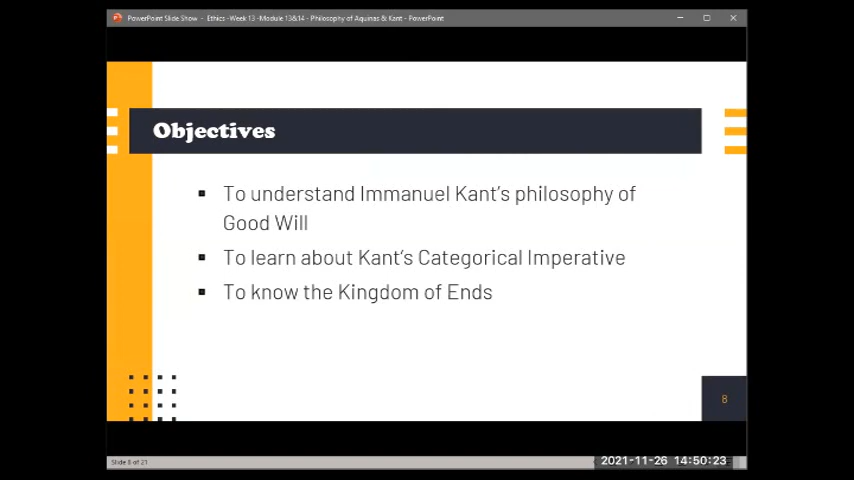 PowerPoint Slide Show - Ethics -Week 13 -Module 13&14 - Philosophy of Aquinas & Kant - PowerPoint
Objectives
▪ To understand Immanuel Kant's philosophy of
Good Will
▪ To learn about Kant's Categorical Imperative
▪ To know the Kingdom of Ends
8
Slide 8 of 21
2021-11-26 14:50:23